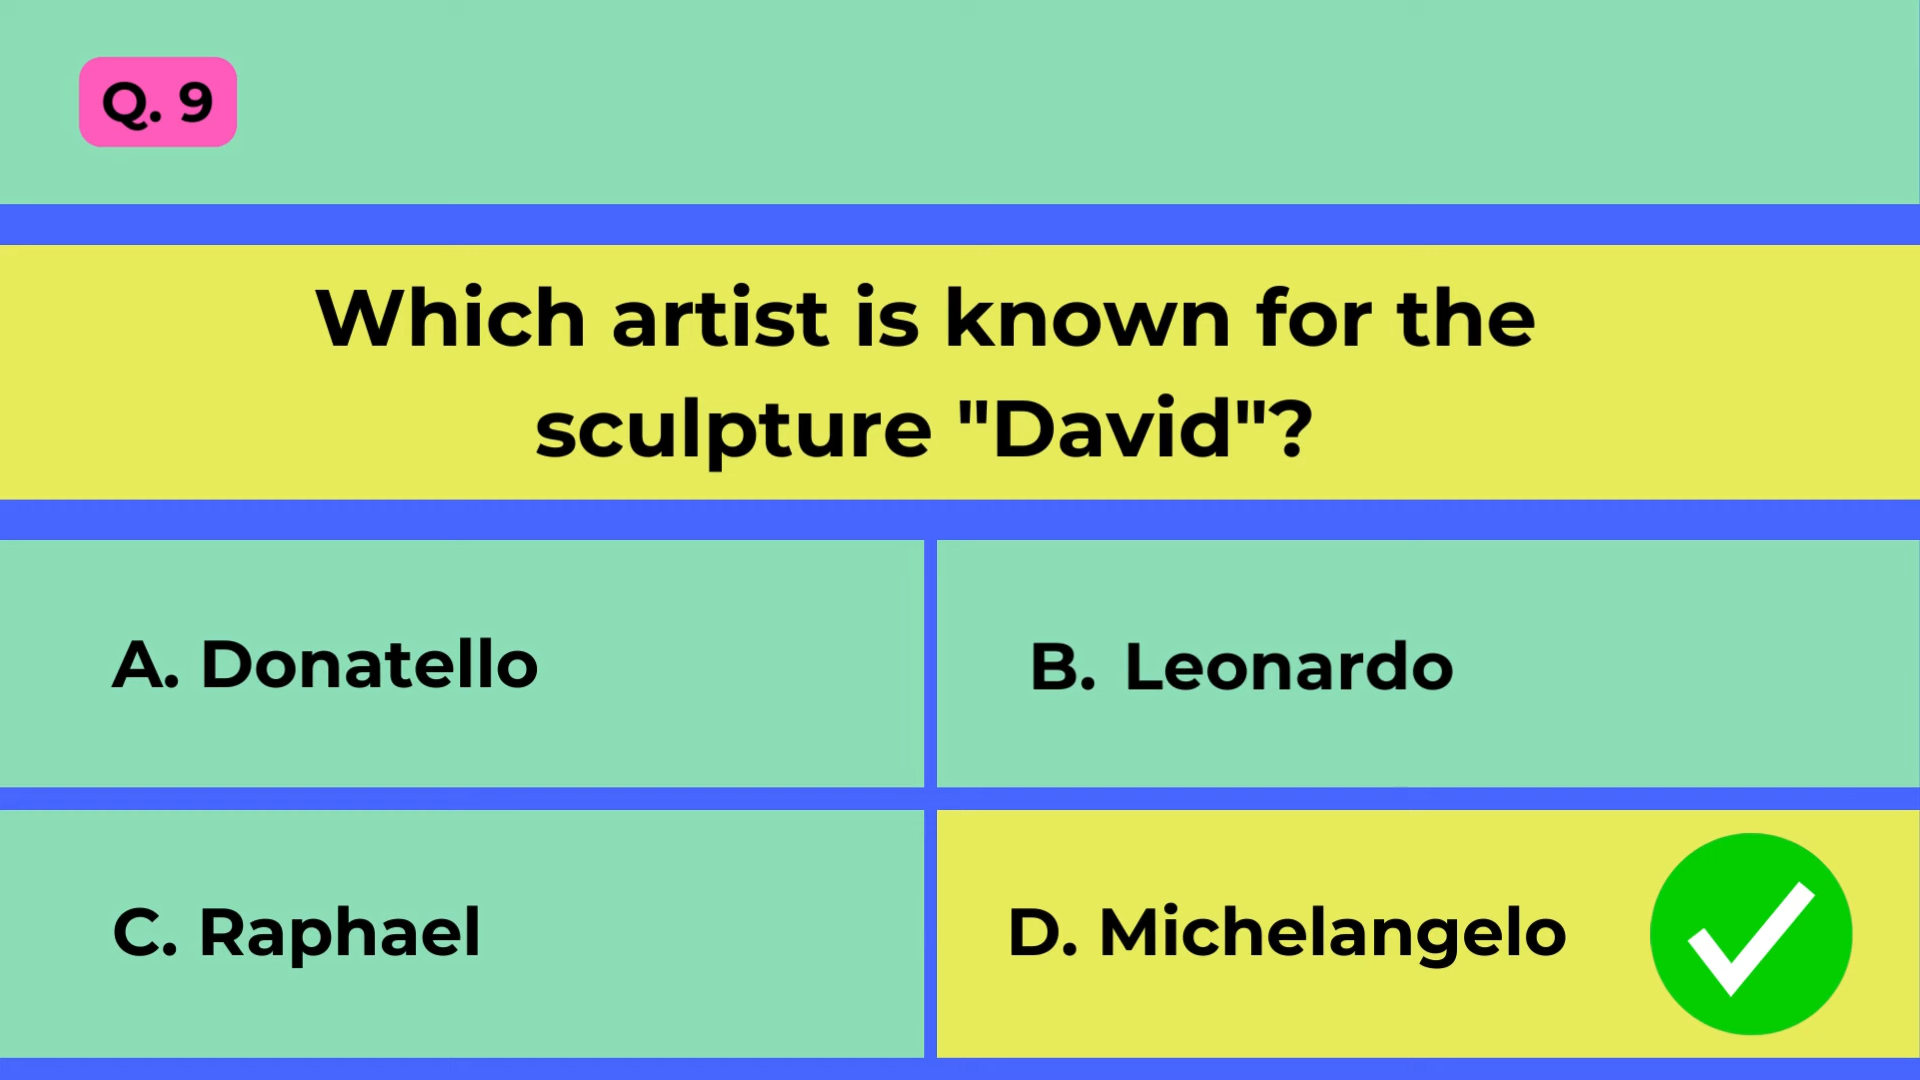 Q. 9
Which artist is known for the
sculpture "David"?
A. Donatello
B. Leonardo
C. Raphael
D. Michelangelo